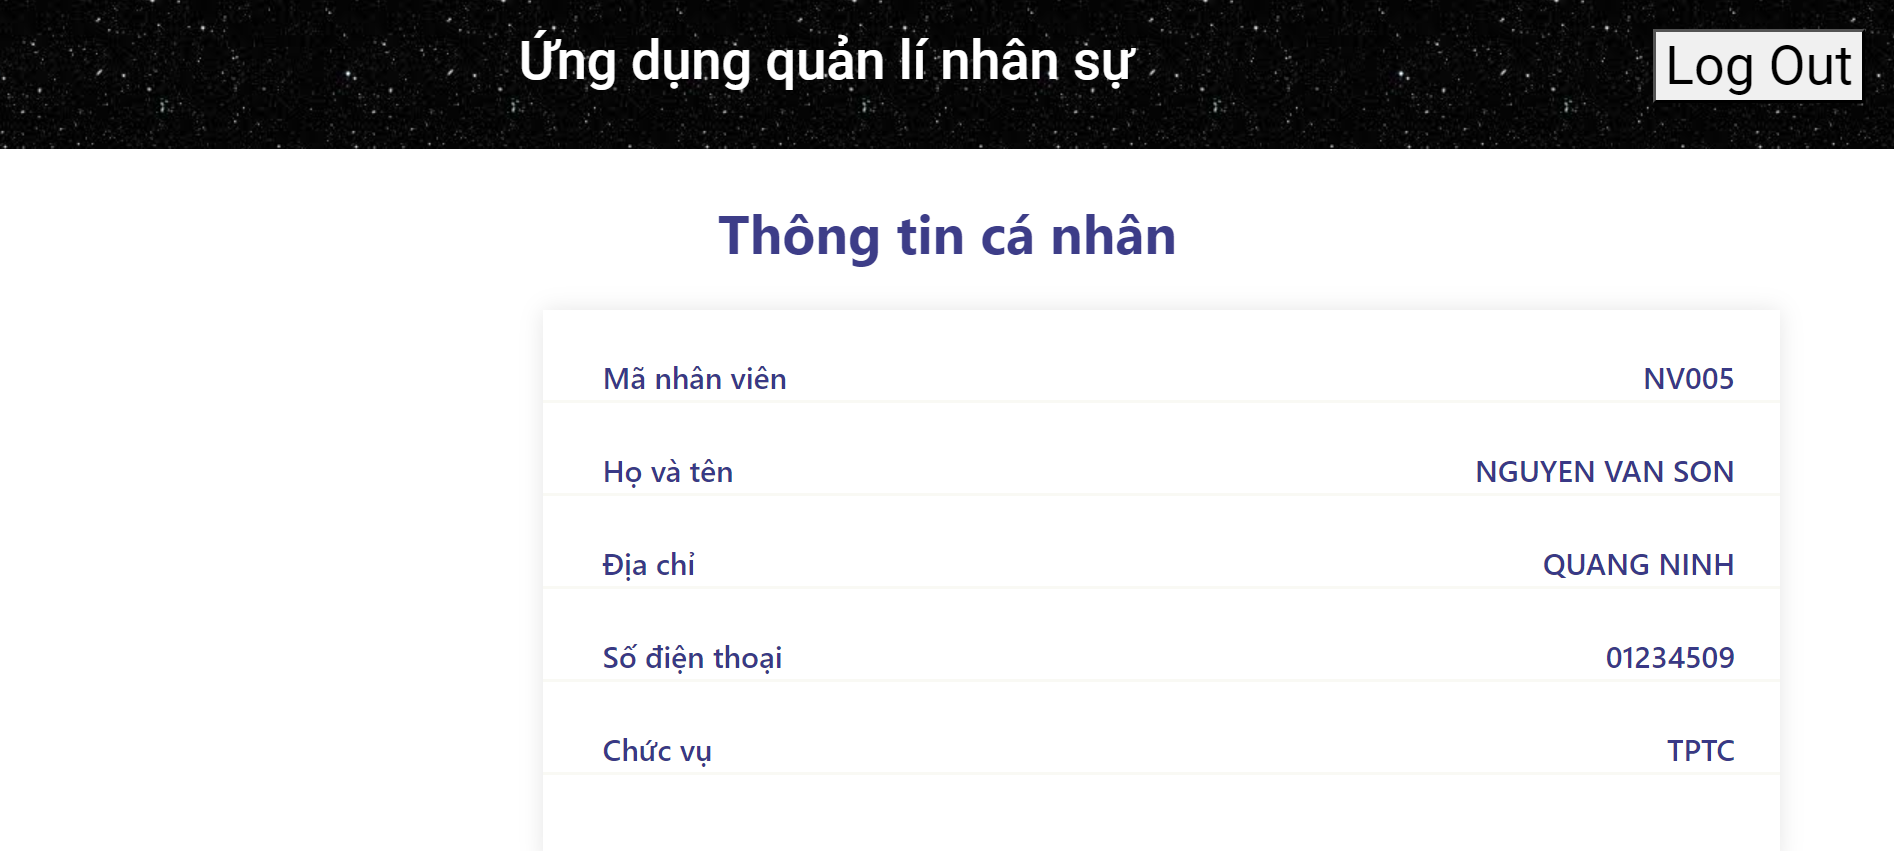 Ứng dụng quản lí nhân sự
Log Out
Thông tin cá nhân
Mã nhân viên NV005
Họ và tên NGUYEN VAN SON
Địa chỉ QUANG NINH
Số điện thoại 01234509
Chức vụ TPTC